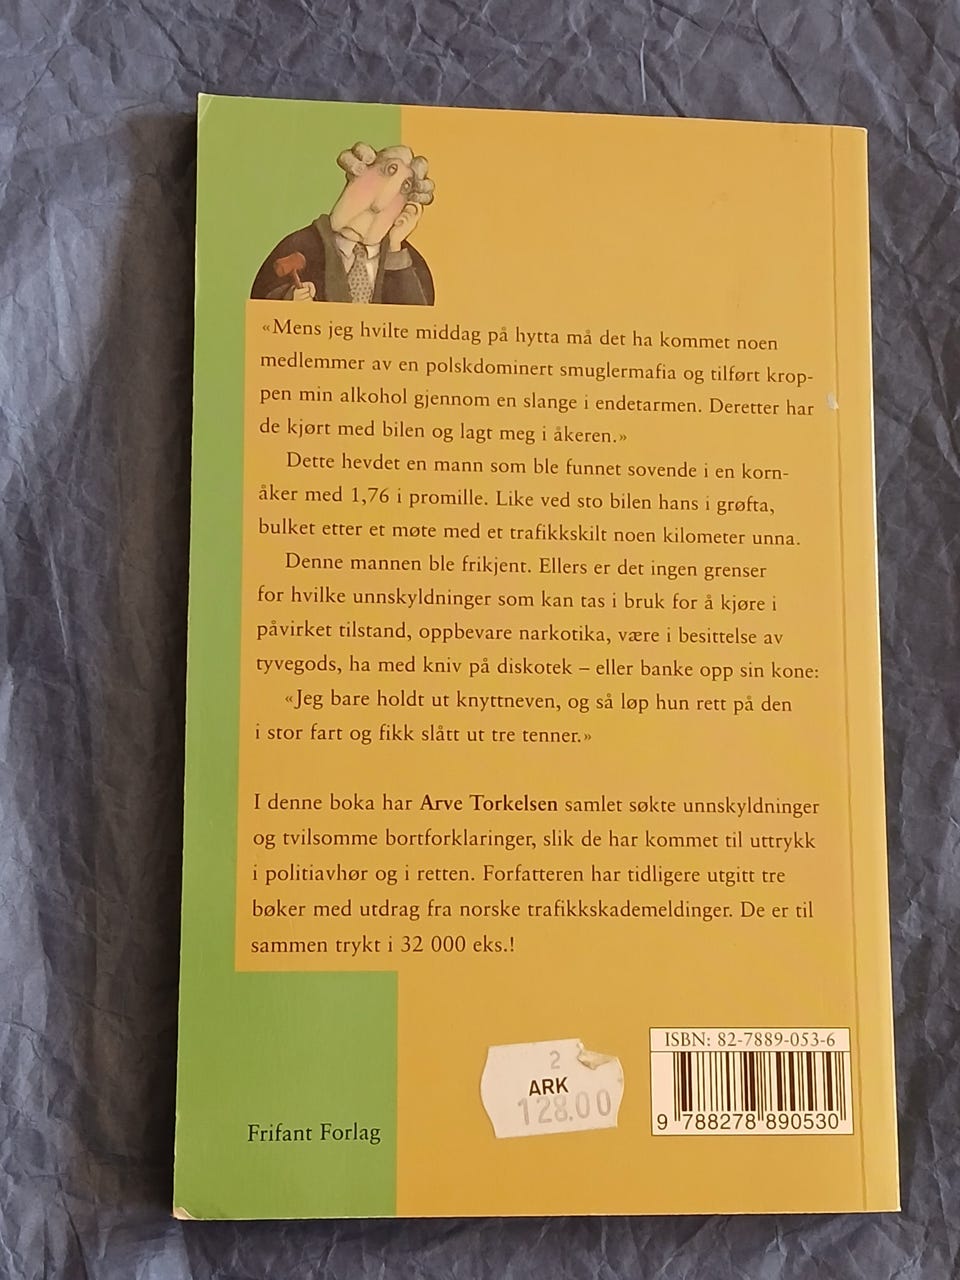 «Mens jeg hvilte middag på hytta må det ha kommet noen
medlemmer av en polskdominert smuglermafia og tilført krop-
pen min alkohol gjennom en slange i endetarmen. Deretter har
de kjørt med bilen og lagt meg i åkeren.»
Dette hevdet en mann som ble funnet sovende i en korn-
åker med 1,76 i promille. Like ved sto bilen hans i grøfta,
bulket etter et møte med et trafikkskilt noen kilometer unna.
Denne mannen ble frikjent. Ellers er det ingen grenser
for hvilke unnskyldninger som kan tas i bruk for å kjøre i
påvirket tilstand, oppbevare narkotika, være i besittelse av
tyvegods, ha med kniv på diskotek – eller banke opp sin kone:
«Jeg bare holdt ut knyttneven, og så løp hun rett på den
i stor fart og fikk slått ut tre tenner.»
I denne boka har Arve Torkelsen samlet søkte unnskyldninger
og tvilsomme bortforklaringer, slik de har kommet til uttrykk
i politiavhør og i retten. Forfatteren har tidligere utgitt tre
bøker med utdrag fra norske trafikkskademeldinger. De er til
sammen trykt i 32 000 eks.!
Frifant Forlag
2
ARK
128.00
ISBN: 82-7889-053-6
9 788278 890530